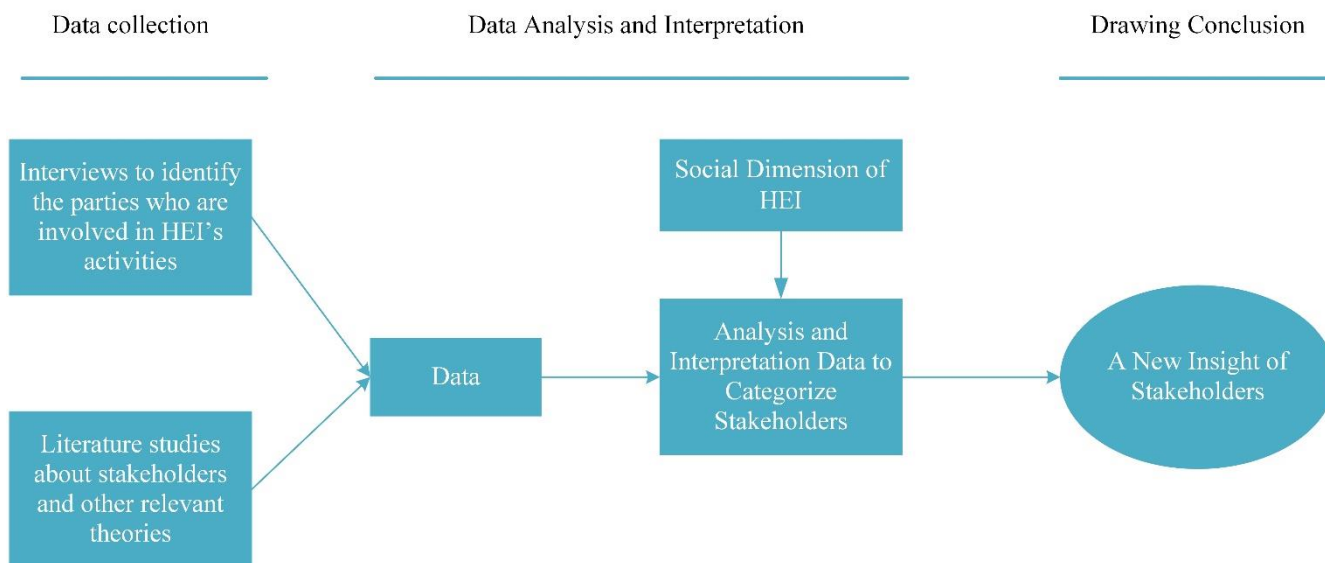 Data collection
Data Analysis and Interpretation
Drawing Conclusion
Interviews to identify
the parties who are
involved in HEI’s
activities
Literature studies
about stakeholders
and other relevant
theories
Data
Social Dimension of
HEI
Analysis and
Interpretation Data to
Categorize
Stakeholders
A New Insight of
Stakeholders